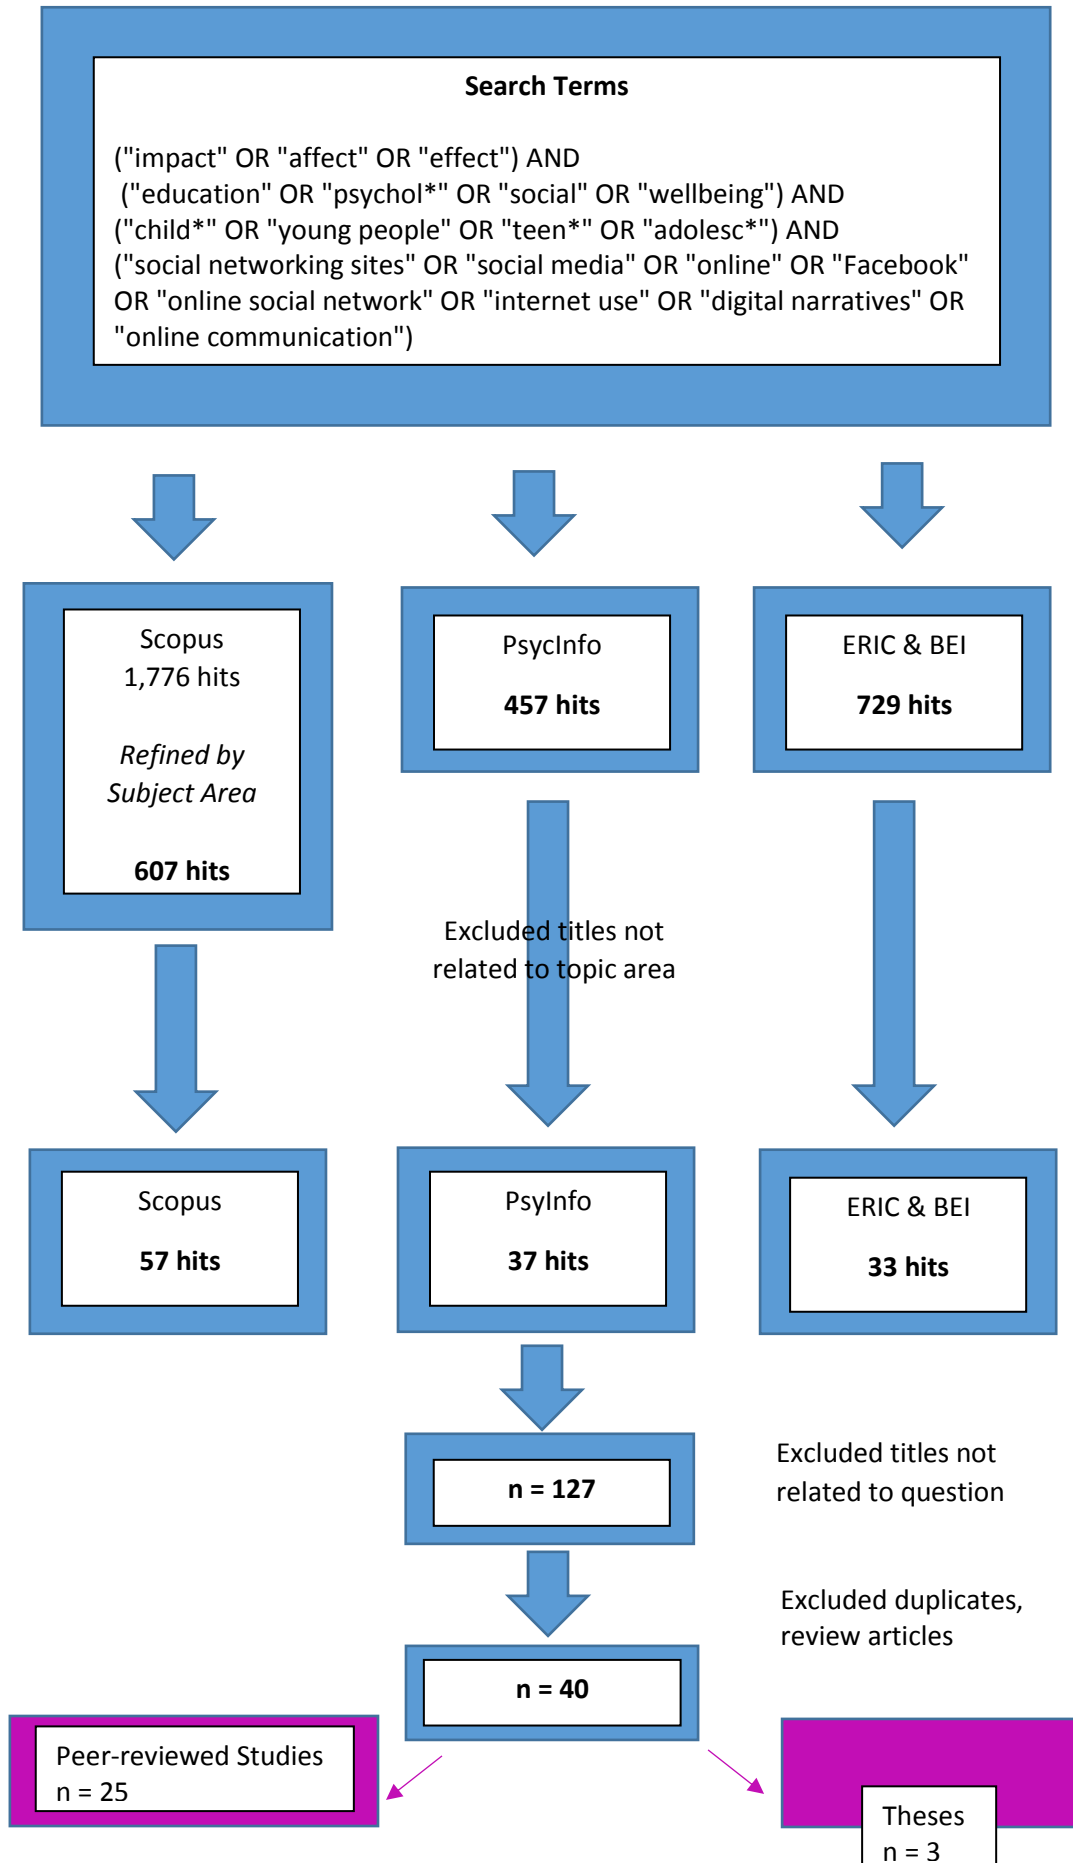 Search Terms
("impact" OR "affect" OR "effect") AND
("education" OR "psychol*" OR "social" OR "wellbeing") AND
("child*" OR "young people" OR "teen*" OR "adolesc*") AND
("social networking sites" OR "social media" OR "online" OR "Facebook"
OR "online social network" OR "internet use" OR "digital narratives" OR
"online communication")
Scopus
1,776 hits
Refined by
Subject Area
607 hits
PsycInfo
457 hits
ERIC & BEI
729 hits
Excluded titles not
related to topic area
Scopus
57 hits
PsyInfo
37 hits
ERIC & BEI
33 hits
n = 127
Excluded titles not
related to question
Excluded duplicates,
review articles
n = 40
Peer-reviewed Studies
n = 25
Theses
n = 3